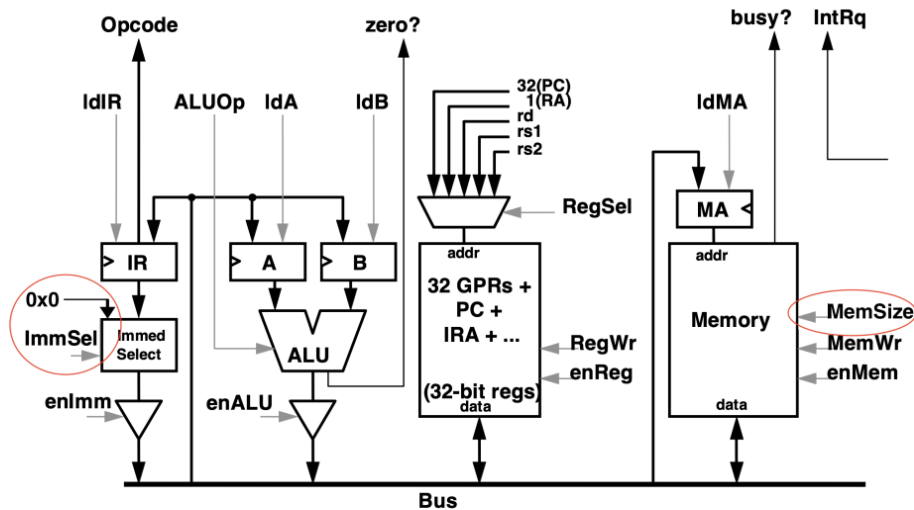 Opcode
zero?
busy?
IntRq
ldIR
ALUOp
ldA
ldB
32(PC)
1(RA)
rd
rs1
rs2
ldMA
RegSel
MA
addr
addr
IR
A
B
32 GPRs +
PC +
IRA + ...
(32-bit regs)
data
0x0
ImmSel
Immed
Select
ALU
Memory
MemSize
RegWr
MemWr
enReg
enMem
enImm
enALU
data
Bus